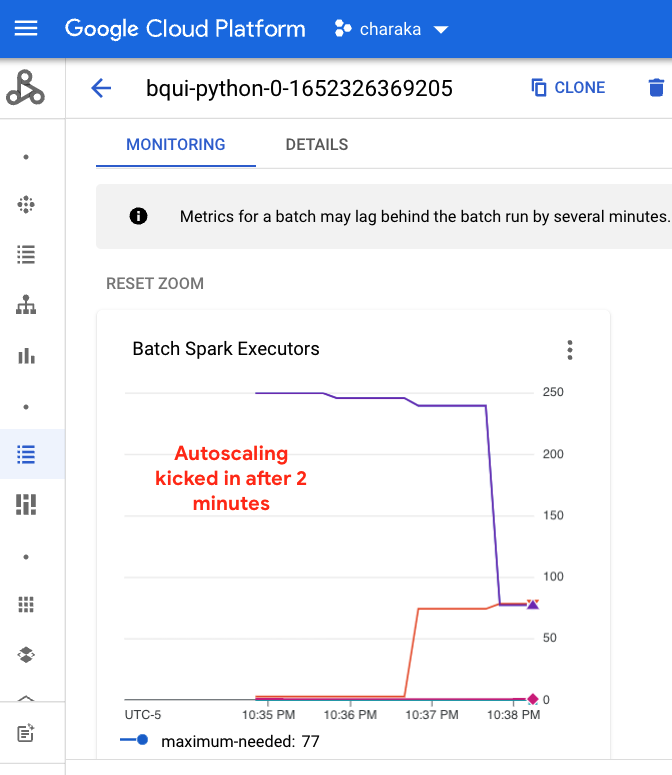 Google Cloud Platform charaka
bqui-python-0-1652326369205 CLONE
MONITORING DETAILS
Metrics for a batch may lag behind the batch run by several minutes.
RESET ZOOM
Batch Spark Executors
250
Autoscaling
kicked in after 2
minutes
200
150
100
50
0
UTC-5 10:35 PM 10:36 PM 10:37 PM 10:38 PM
maximum-needed: 77